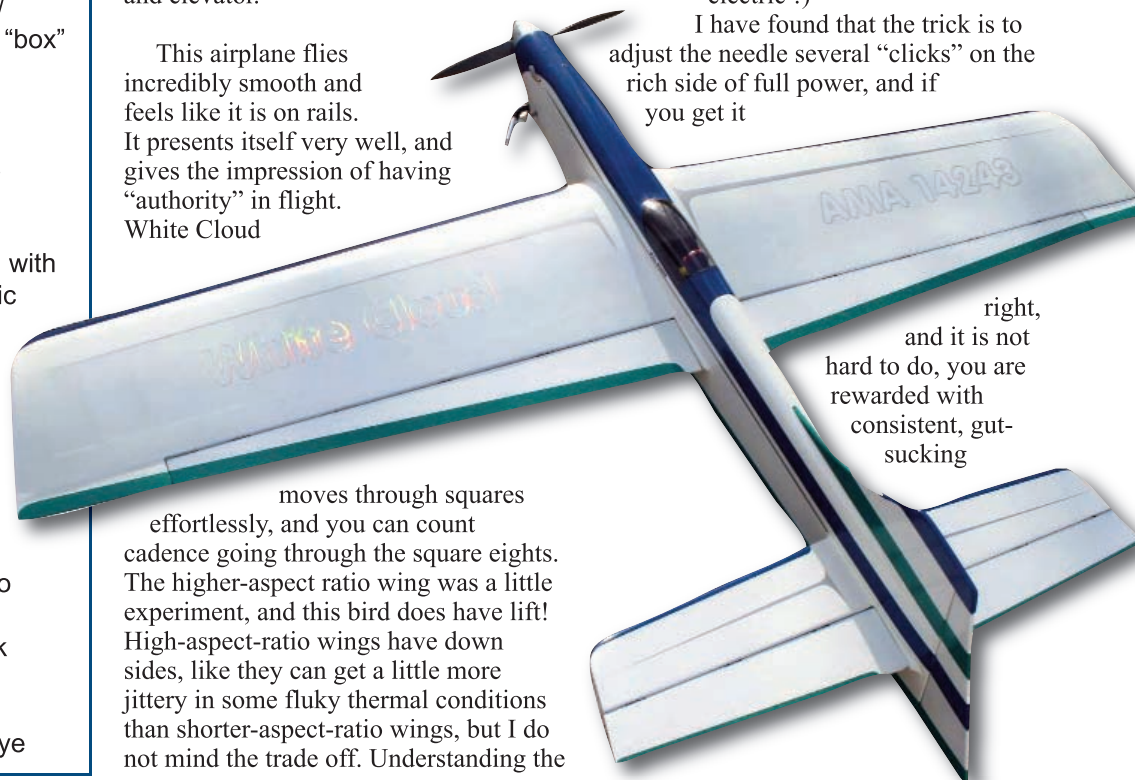 “box”
with
and elevator.
This airplane flies
incredibly smooth and
feels like it is on rails.
It presents itself very well, and
gives the impression of having
“authority” in flight.
White Cloud
White Cloud
moves through squares
effortlessly, and you can count
cadence going through the square eights.
The higher-aspect ratio wing was a little
experiment, and this bird does have lift!
High-aspect-ratio wings have down
sides, like they can get a little more
jittery in some fluky thermal conditions
than shorter-aspect-ratio wings, but I do
not mind the trade off. Understanding the
I have found that the trick is to
adjust the needle several “clicks” on the
rich side of full power, and if
you get it
AMA 14243
right,
and it is not
hard to do, you are
rewarded with
consistent, gut-
sucking